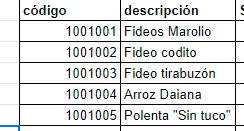 código descripción S
1001001 Fideos Marolio
1001002 Fideo codito
1001003 Fideo tirabuzón
1001004 Arroz Daiana
1001005 Polenta "Sin tuco"